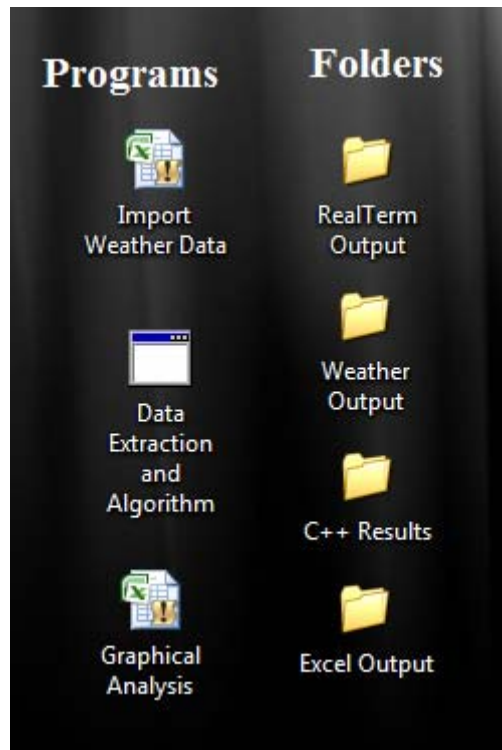 Programs
Import
Weather Data
Data
Extraction
and
Algorithm
Graphical
Analysis
Folders
RealTerm
Output
Weather
Output
C++ Results
Excel Output